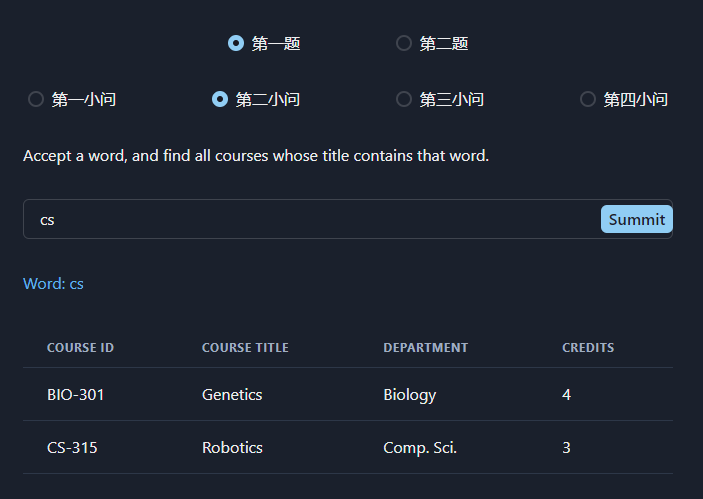 第一题 第二题
第一小问 第二小问 第三小问 第四小问
Accept a word, and find all courses whose title contains that word.
cs Summit
Word: cs
COURSE ID COURSE TITLE DEPARTMENT CREDITS
BIO-301 Genetics Biology 4
CS-315 Robotics Comp. Sci. 3